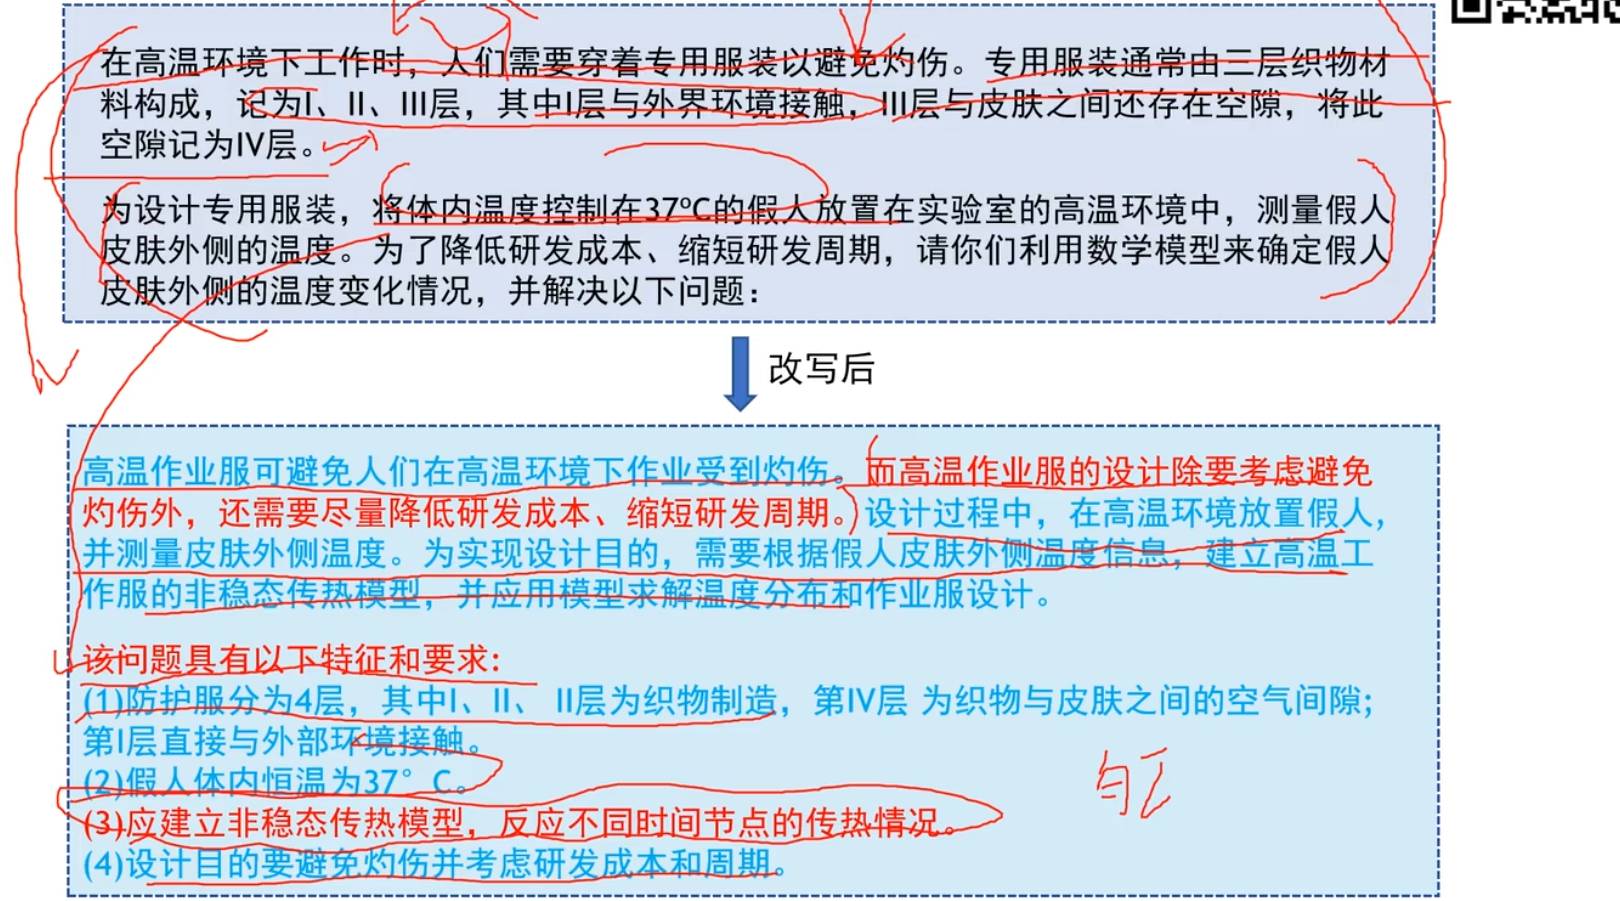 在高温环境下工作时，人们需要穿着专用服装以避免灼伤。专用服装通常由三层织物材
料构成，记为I、II、III层，其中I层与外界环境接触，III层与皮肤之间还存在空隙，将此
空隙记为IV层。
为设计专用服装，将体内温度控制在37ºC的假人放置在实验室的高温环境中，测量假人
皮肤外侧的温度。为了降低研发成本、缩短研发周期，请你们利用数学模型来确定假人
皮肤外侧的温度变化情况，并解决以下问题：
改写后
高温作业服可避免人们在高温环境下作业受到灼伤。而高温作业服的设计除要考虑避免
灼伤外，还需要尽量降低研发成本、缩短研发周期。设计过程中，在高温环境放置假人，
并测量皮肤外侧温度。为实现设计目的，需要根据假人皮肤外侧温度信息，建立高温工
作服的非稳态传热模型，并应用模型求解温度分布和作业服设计。
该问题具有以下特征和要求：
(1)防护服分为4层，其中I、II、 II层为织物制造，第IV层 为织物与皮肤之间的空气间隙；
第I层直接与外部环境接触。
(2)假人体内恒温为37°C。
(3)应建立非稳态传热模型，反应不同时间节点的传热情况。
(4)设计目的要避免灼伤并考虑研发成本和周期。